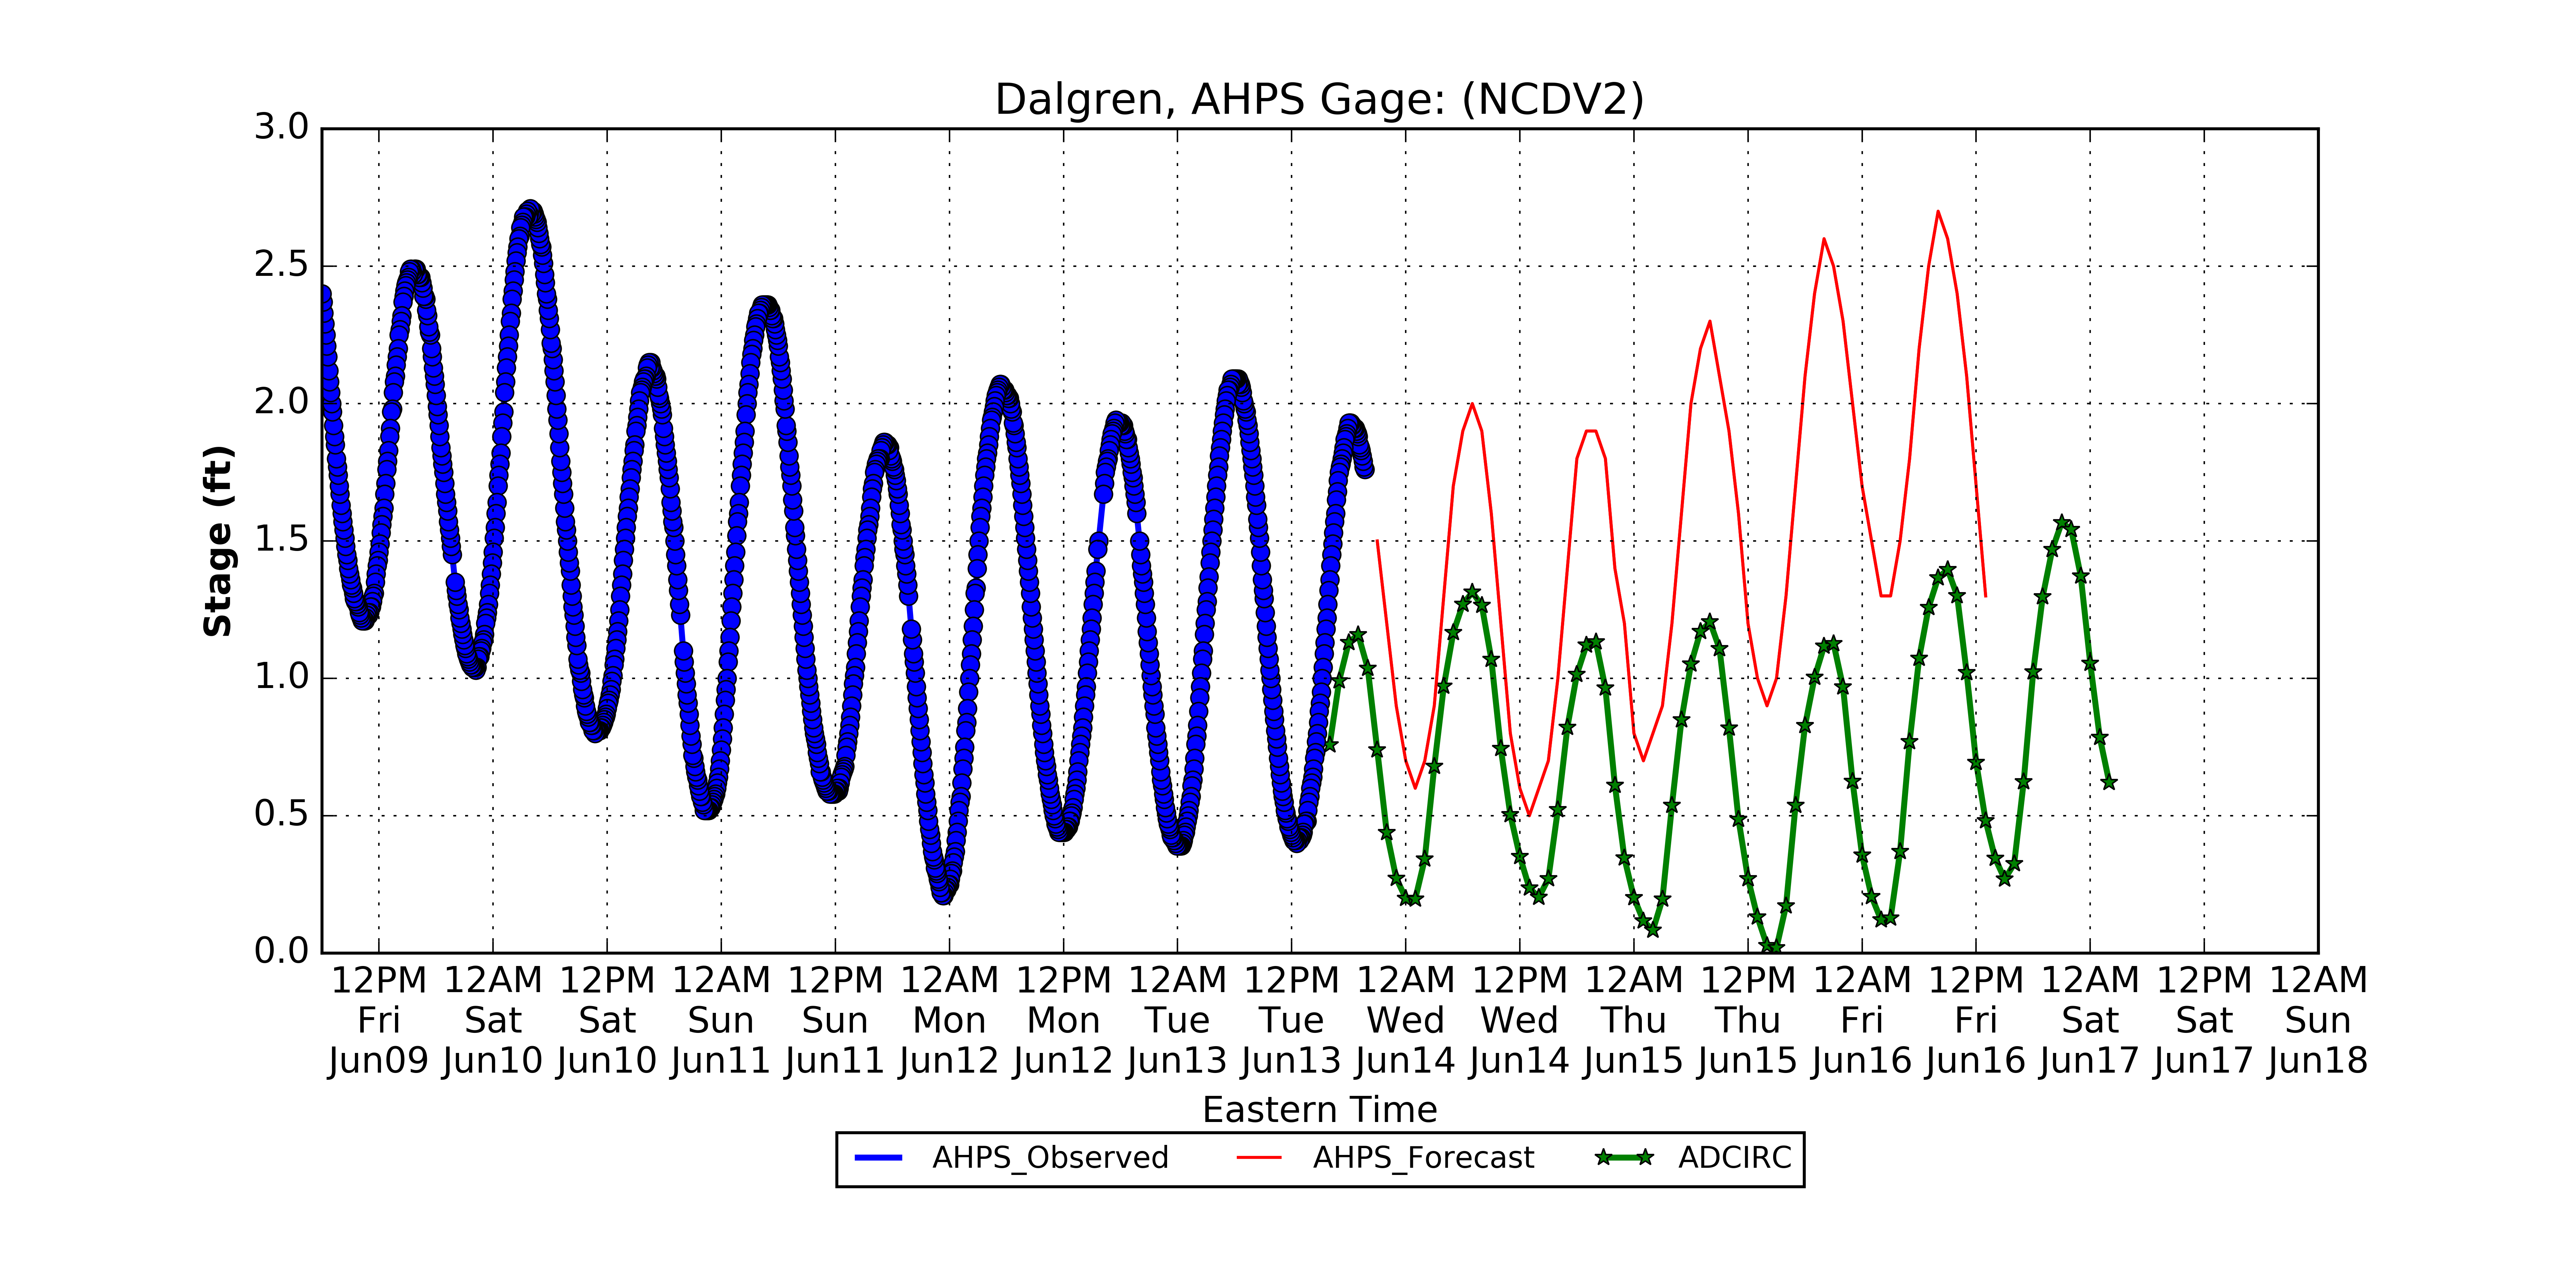 Dalgren, AHPS Gage: (NCDV2)
3.0
2.5
2.0
1.5
1.0
0.5
0.0
Stage (ft)
12PM 12AM 12PM 12AM 12PM 12AM 12PM 12AM 12PM 12AM 12PM 12AM 12PM 12AM 12PM 12AM 12PM 12AM
Fri Sat Sat Sun Sun Mon Mon Tue Tue Wed Wed Thu Thu Fri Fri Sat Sat Sun
Jun09 Jun10 Jun10 Jun11 Jun11 Jun12 Jun12 Jun13 Jun13 Jun14 Jun14 Jun15 Jun15 Jun16 Jun16 Jun17 Jun17 Jun18
Eastern Time
AHPS_Observed AHPS_Forecast ADCIRC